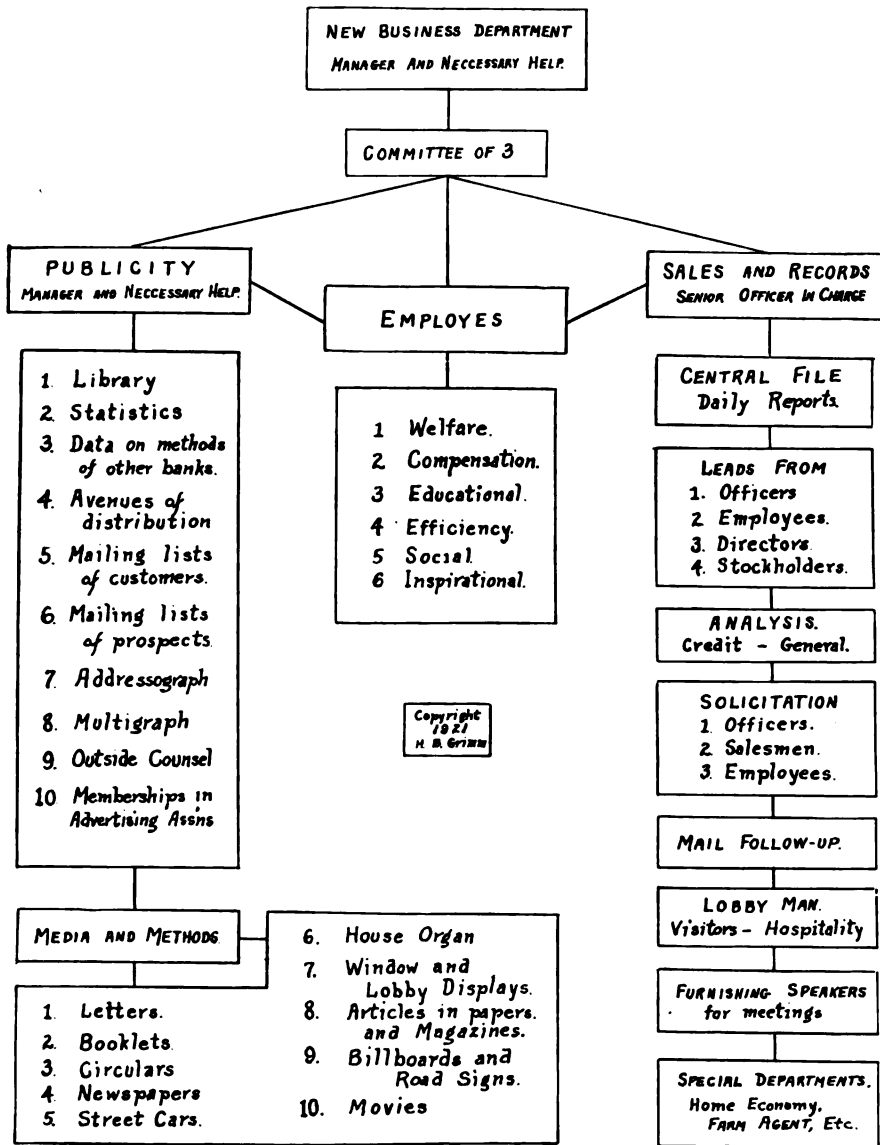 NEW BUSINESS DEPARTMENT
MANAGER AND NECCESSARY HELP.
COMMITTEE OF 3
PUBLICITY
MANAGER AND NECCESSARY HELP.
EMPLOYES
SALES AND RECORDS
SENIOR OFFICER IN CHARGE
1. Library
2. Statistics
3. Data on methods
of other banks.
4. Avenues of
distribution
5. Mailing lists
of customers.
6. Mailing lists
of prospects.
7. Addressograph
8. Multigraph
9. Outside Counsel
10 Memberships in
Advertising Ass'ns
1 Welfare.
2 Compensation.
3 Educational.
4 Efficiency.
5 Social.
6 Inspirational.
Copyright
1921
H. B. Grimm
CENTRAL FILE
Daily Reports.
LEADS FROM
1. Officers
2 Employees.
3. Directors.
4. Stockholders.
ANALYSIS.
Credit - General.
SOLICITATION
1. Officers.
2. Salesmen.
3. Employees.
MAIL FOLLOW-UP.
LOBBY MAN.
Visitors - Hospitality
FURNISHING SPEAKERS
for meetings
SPECIAL DEPARTMENTS.
Home Economy,
FARM AGENT, Etc.
MEDIA AND METHODS.
1. Letters.
2. Booklets.
3. Circulars
4. Newspapers
5. Street Cars.
6. House Organ
7. Window and
Lobby Displays.
8. Articles in papers.
and Magazines.
9. Billboards and
Road Signs.
10. Movies